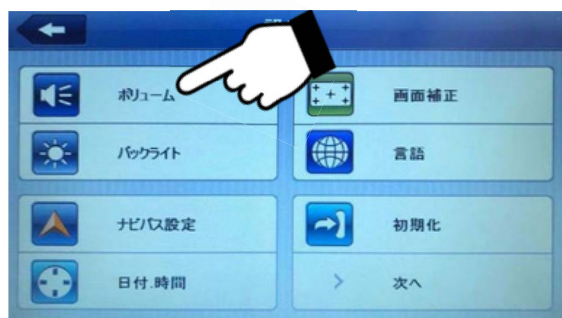 ボリューム
画面補正
バックライト
言語
ナビパス設定
初期化
日付.時間
次へ